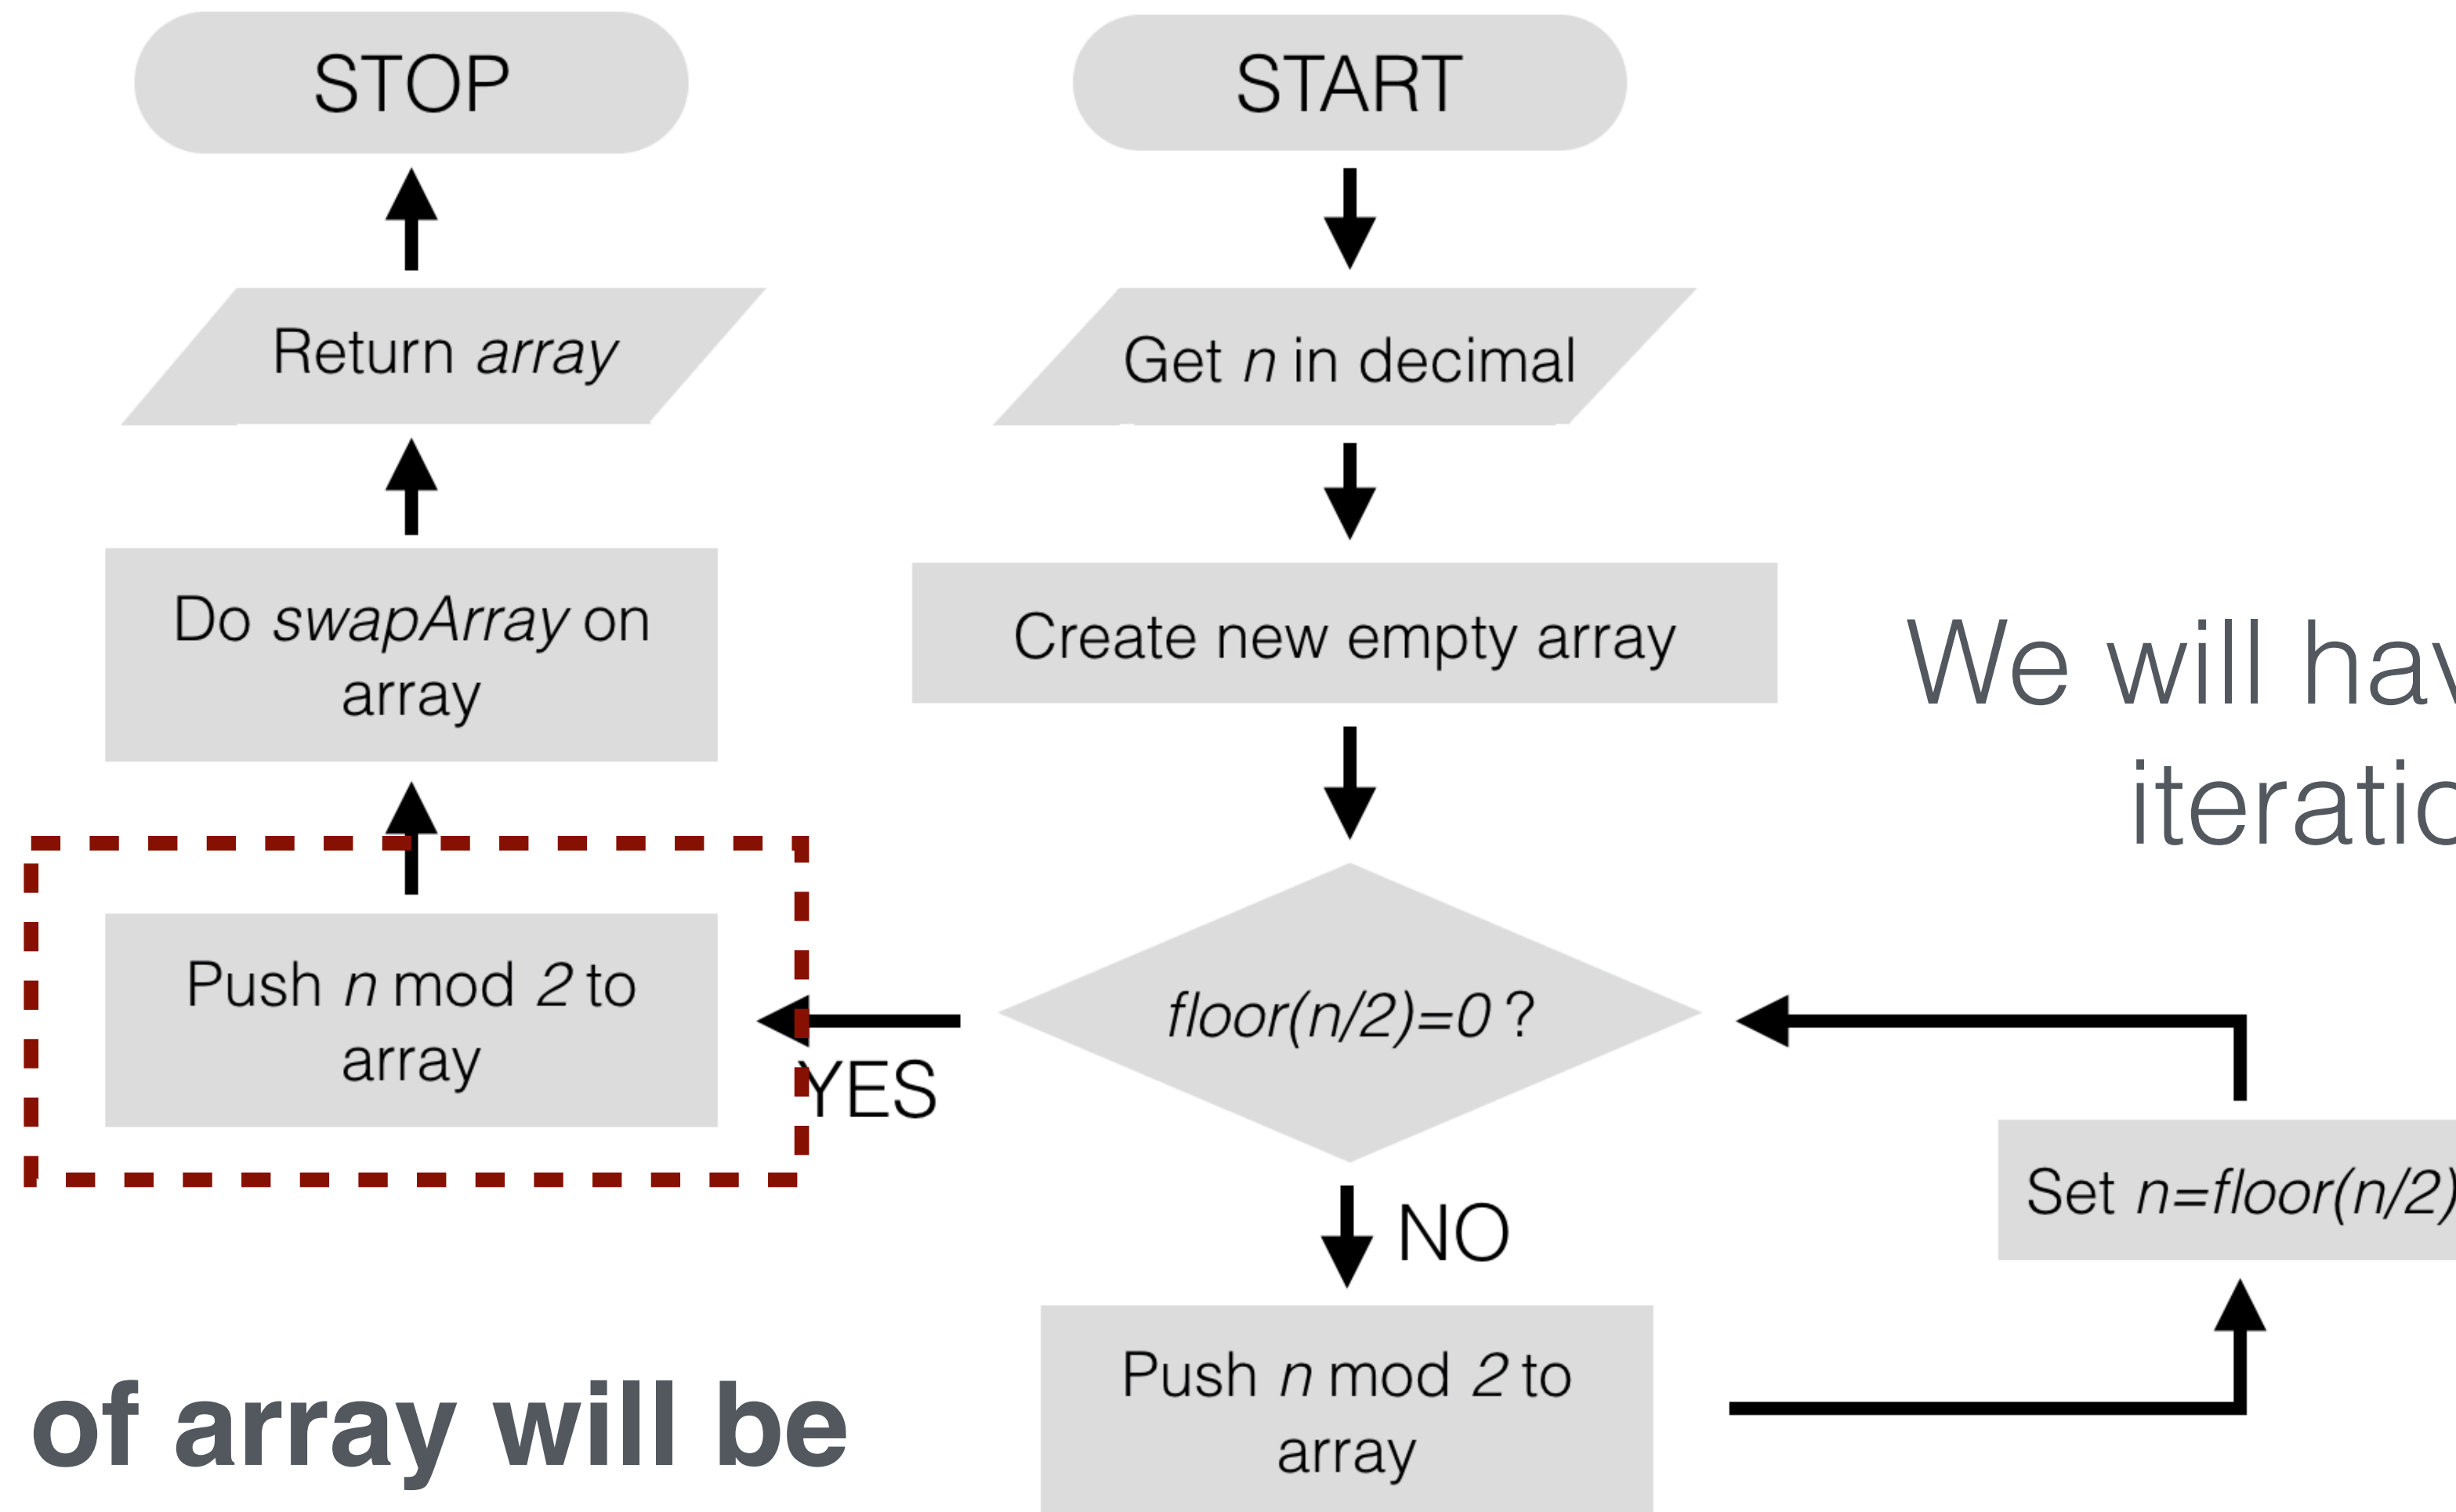 STOP
START
Return array
Get n in decimal
Do swapArray on
array
Create new empty array
We will
Push n mod 2 to
array
YES
floor(n/2)=0 ?
NO
Set n=floor(n/2)
Push n mod 2 to
array
of array will be